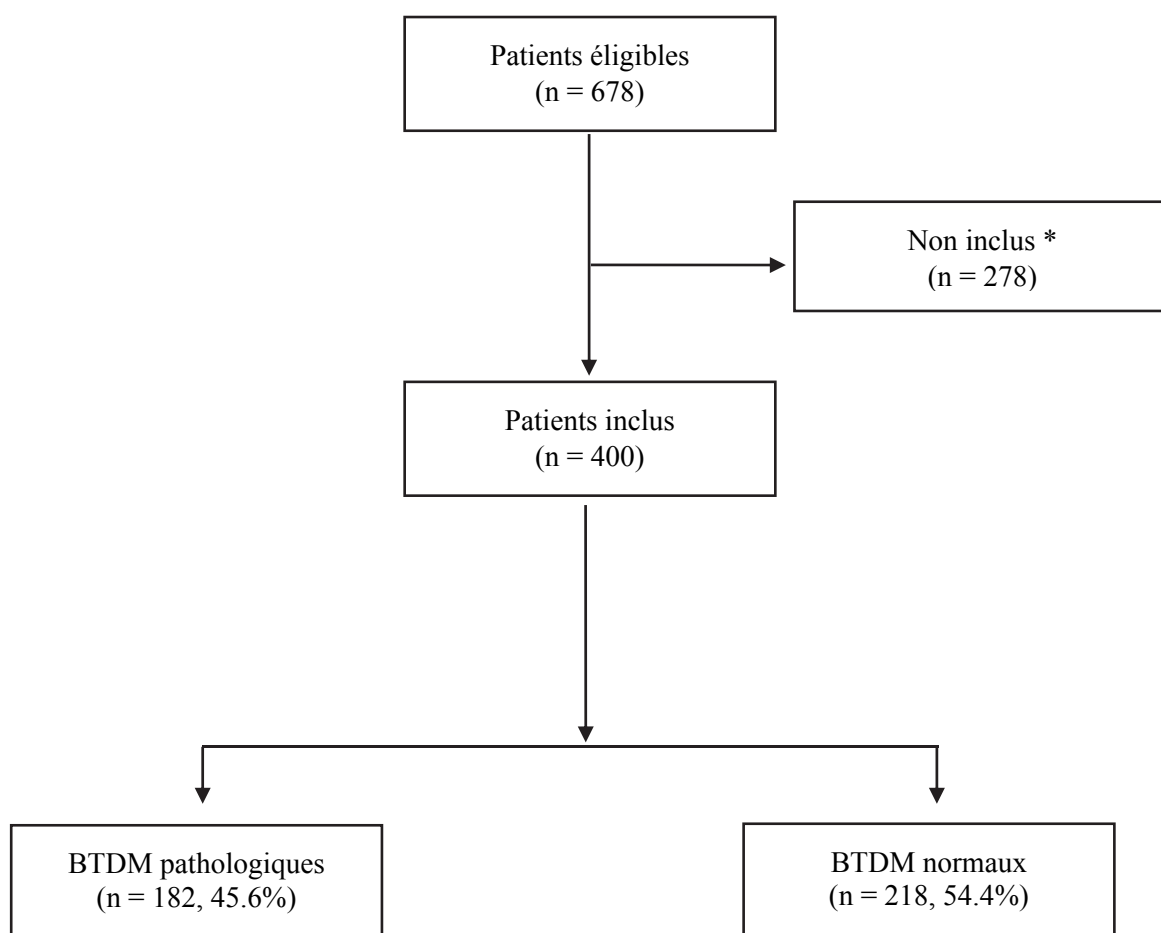 Patients éligibles
(n = 678)
Non inclus *
(n = 278)
Patients inclus
(n = 400)
BTDM pathologiques
(n = 182, 45.6%)
BTDM normaux
(n = 218, 54.4%)